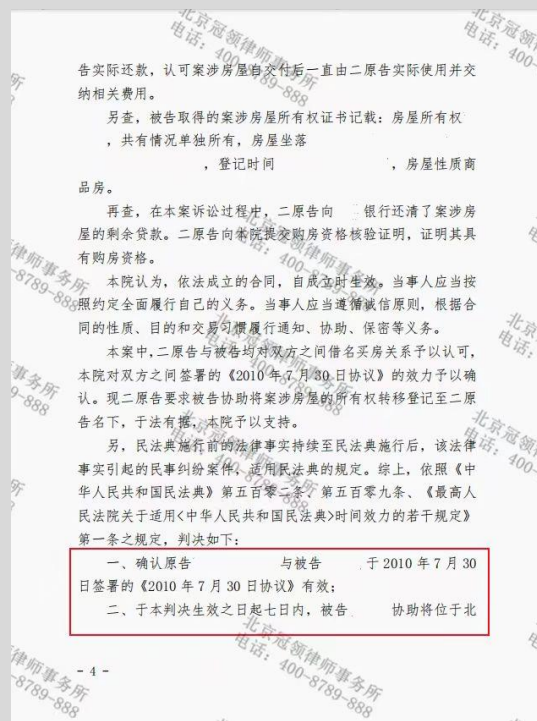 告实际还款，认可案涉房屋自交付后一直由二原告实际使用并交
纳相关费用。
另查，被告取得的案涉房屋所有权证书记载：房屋所有权
，共有情况单独所有，房屋坐落
，登记时间，房屋性质商
品房。
再查，在本案诉讼过程中，二原告向银行还清了案涉房
屋的剩余贷款。二原告向本院提交购房资格核验证明，证明其具
有购房资格。
本院认为，依法成立的合同，自成立时生效。当事人应当按
照约定全面履行自己的义务。当事人应当遵循诚信原则，根据合
同的性质、目的和交易习惯履行通知、协助、保密等义务。
本案中，二原告与被告均对双方之间借名买房关系予以认可，
本院对双方之间签署的《2010年7月30日协议》的效力予以确
认。现二原告要求被告协助将案涉房屋的所有权转移登记至二原
告名下，于法有据，本院予以支持。
另，民法典施行前的法律事实持续至民法典施行后，该法律
事实引起的民事纠纷案件，适用民法典的规定。综上，依照《中
华人民共和国民法典》第五百零二条、第五百零九条、《最高人
民法院关于适用<中华人民共和国民法典>时间效力的若干规定》
第一条之规定，判决如下：
一、确认原告与被告于2010年7月30
日签署的《2010年7月30日协议》有效；
二、于本判决生效之日起七日内，被告协助将位于北
- 4 -
北京冠领律师事务所
电话：400-8789-888